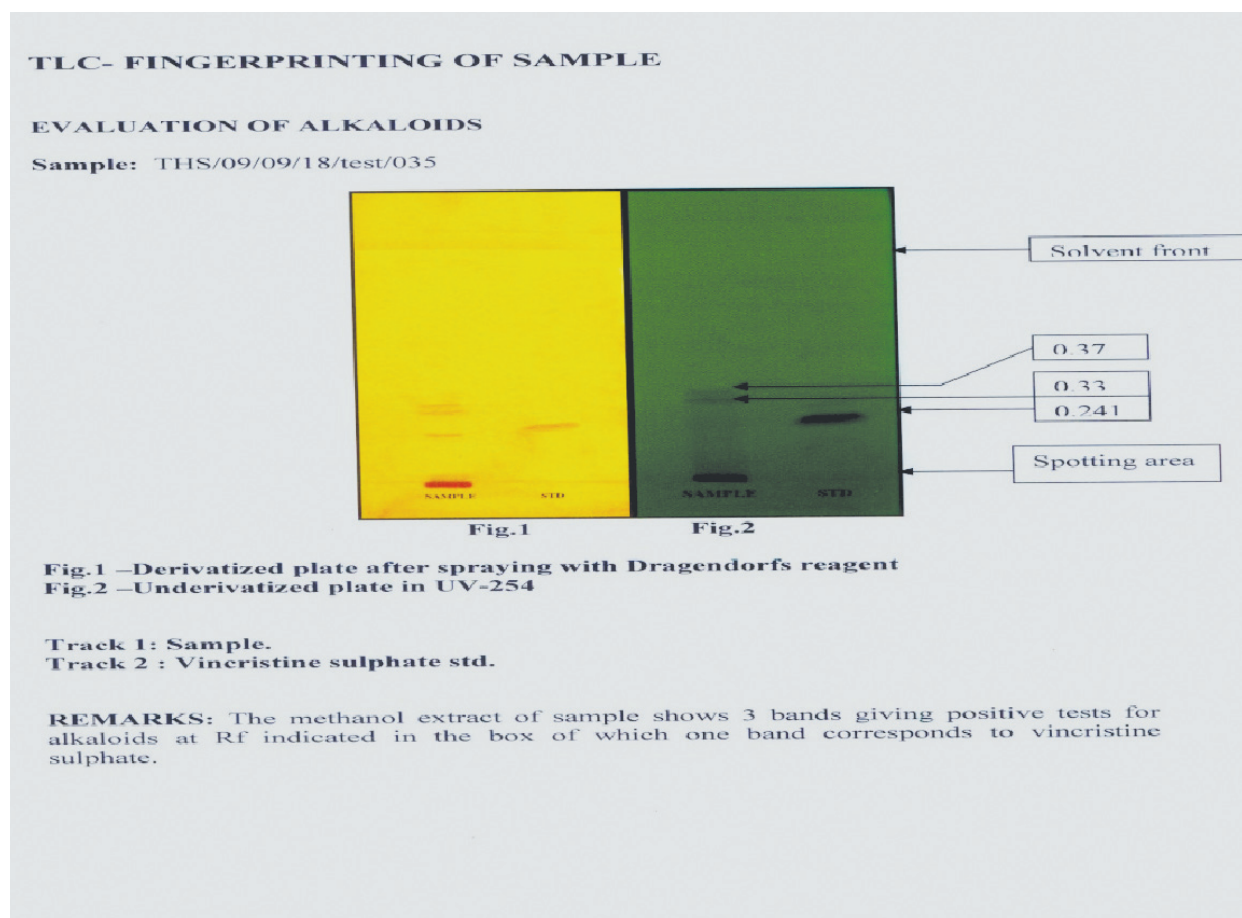 TLC- FINGERPRINTING OF SAMPLE
EVALUATION OF ALKALOIDS
Sample: THS/09/09/18/test/035
Solvent front
0.37
0.33
0.241
Spotting area
SAMPLE STD
SAMPLE STD
Fig.1 Fig.2
Fig.1 –Derivatized plate after spraying with Dragendorfs reagent
Fig.2 –Underivatized plate in UV-254
Track 1: Sample.
Track 2 : Vincristine sulphate std.
REMARKS: The methanol extract of sample shows 3 bands giving positive tests for
alkaloids at Rf indicated in the box of which one band corresponds to vincristine
sulphate.